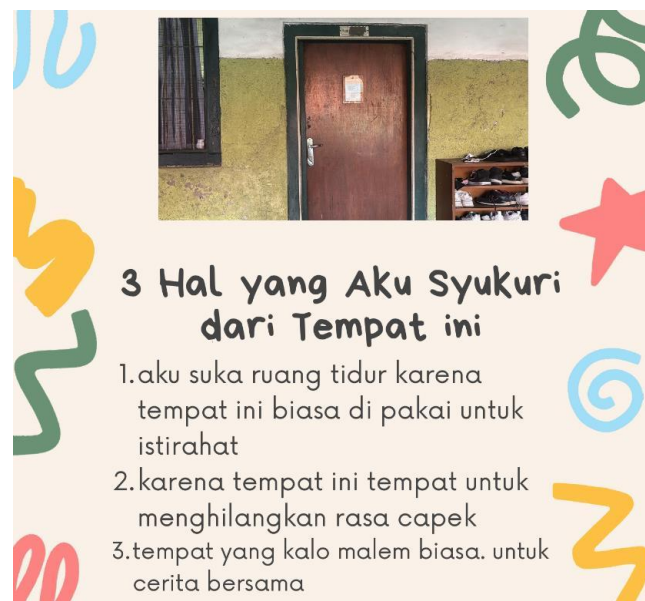 3 Hal yang Aku Syukuri
dari Tempat ini
1.aku suka ruang tidur karena
tempat ini biasa di pakai untuk
istirahat
2.karena tempat ini tempat untuk
menghilangkan rasa capek
3.tempat yang kalo malem biasa. untuk
cerita bersama